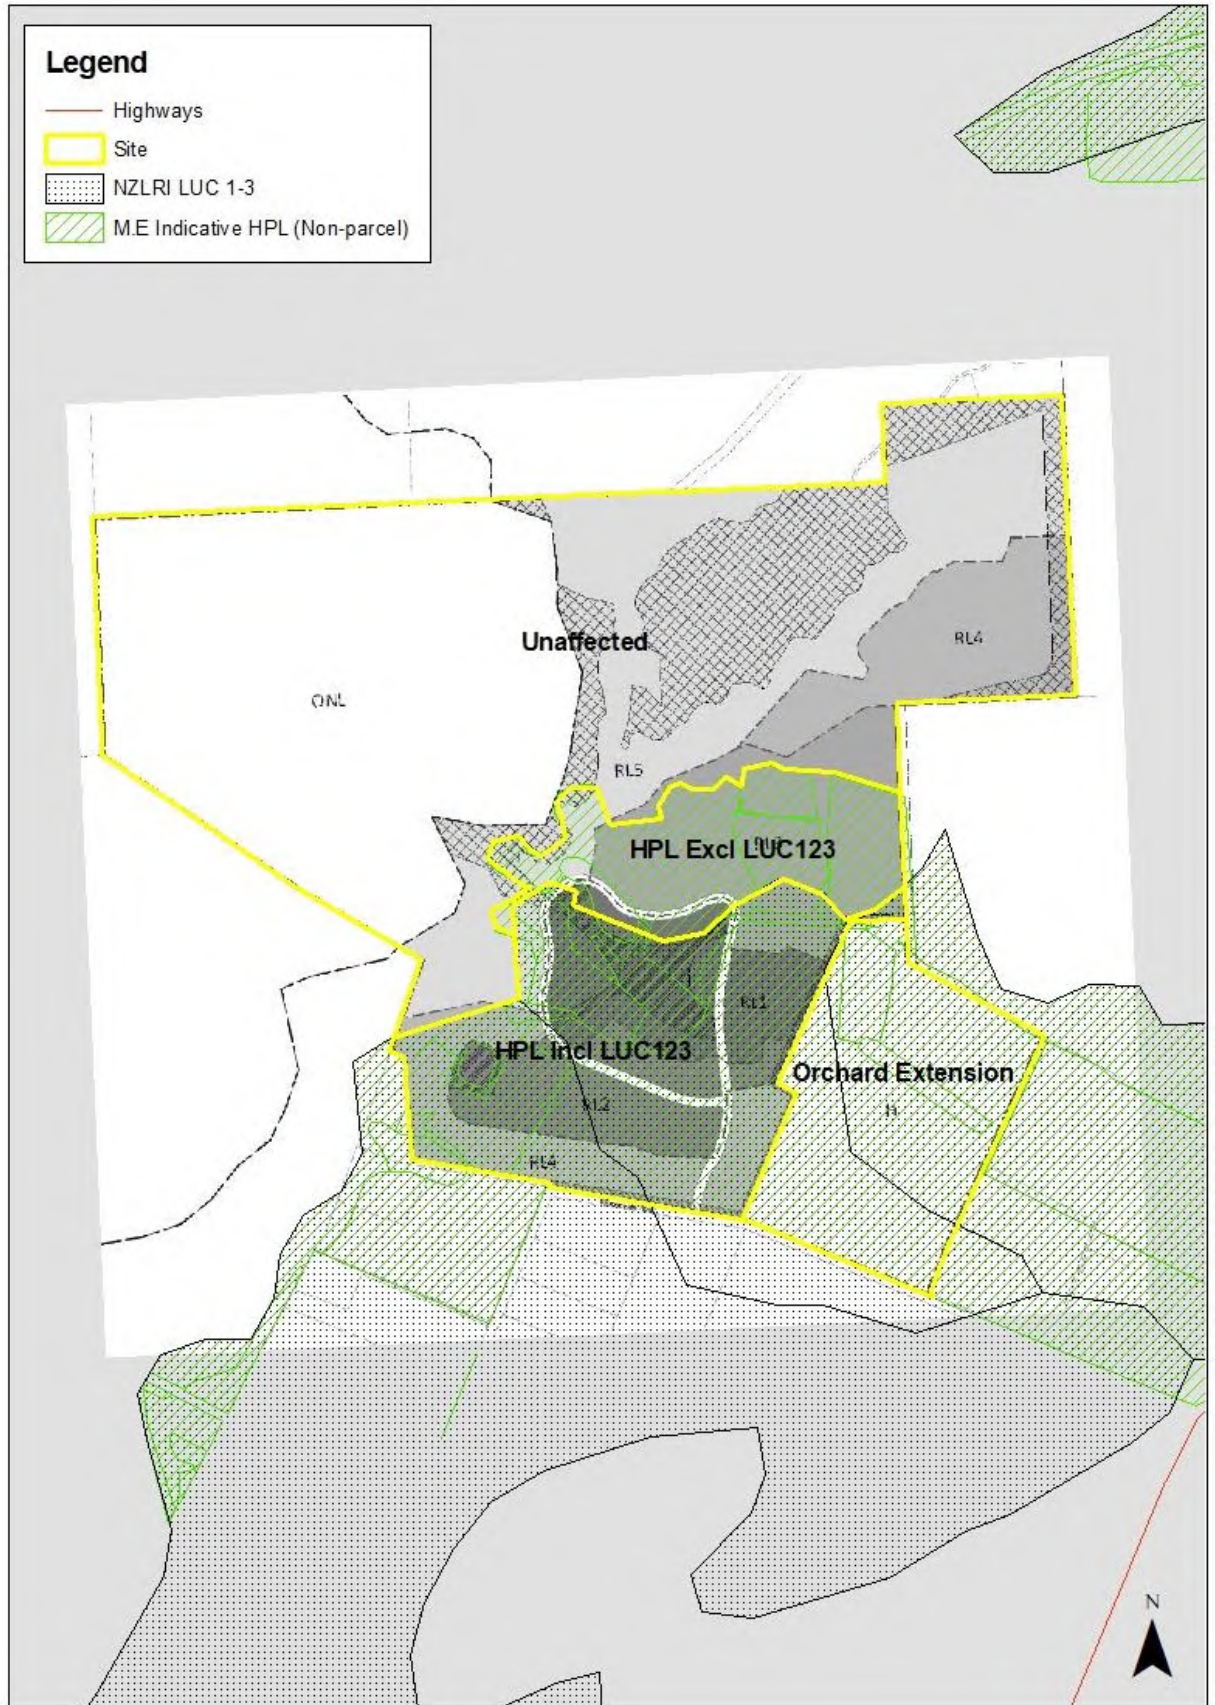 Legend
Highways
Site
NZLRI LUC 1-3
M.E Indicative HPL (Non-parcel)
Unaffected
RL4
ONL
RL5
HPL Excl LUC123
RL1
HPL Incl LUC123
Orchard Extension
RL2
RL4
N